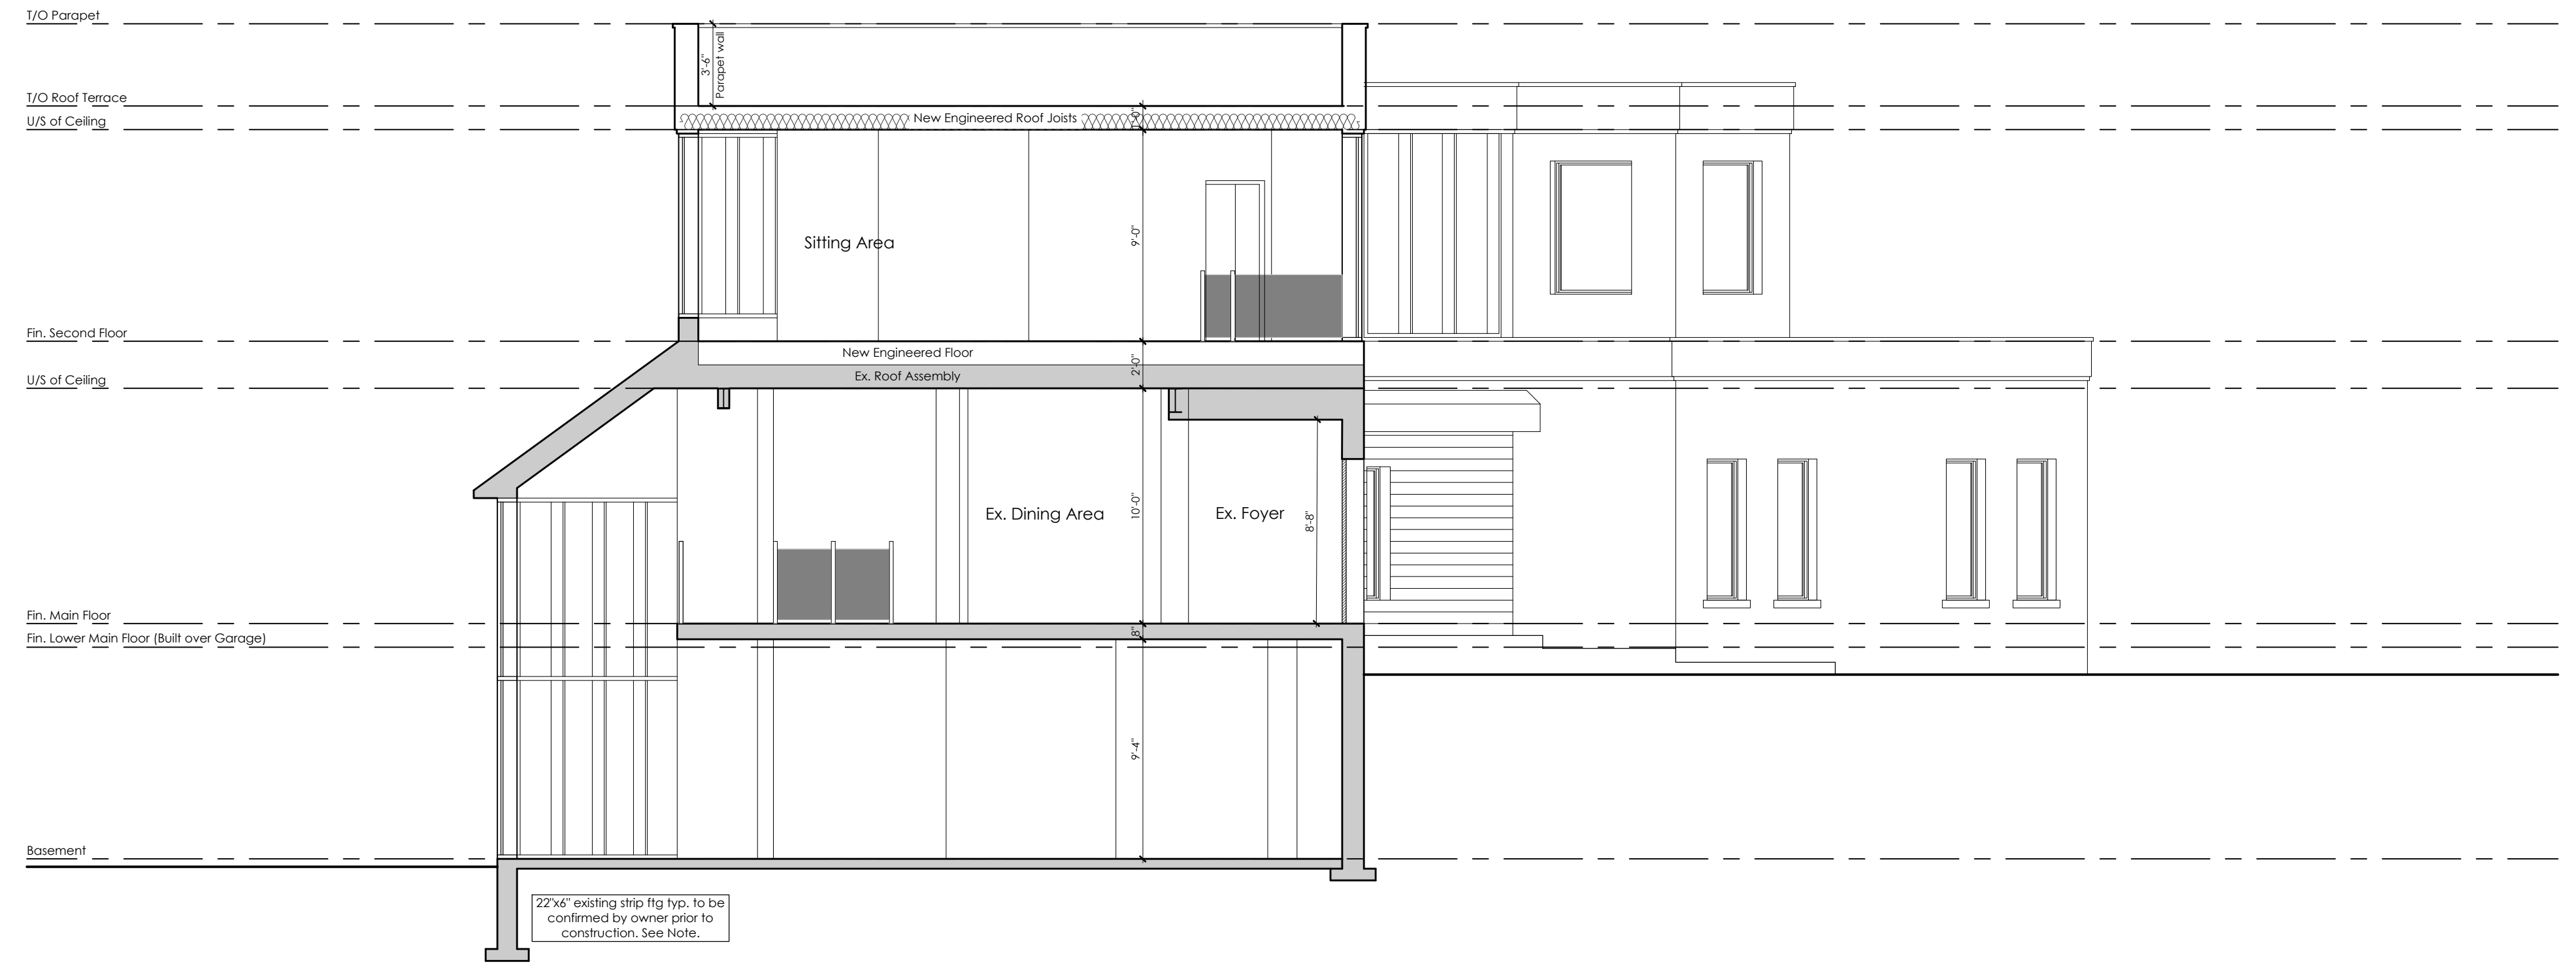 T/O Parapet
3'-6"
Parapet wall
T/O Roof Terrace
U/S of Ceiling
New Engineered Roof Joists
1'-0"
Sitting Area
9'-0"
Fin. Second Floor
New Engineered Floor
2'-0"
U/S of Ceiling
Ex. Roof Assembly
Ex. Dining Area
10'-0"
Ex. Foyer
8'-8"
Fin. Main Floor
8"
Fin. Lower Main Floor (Built over Garage)
9'-4"
Basement
22"x6" existing strip ftg typ. to be
confirmed by owner prior to
construction. See Note.